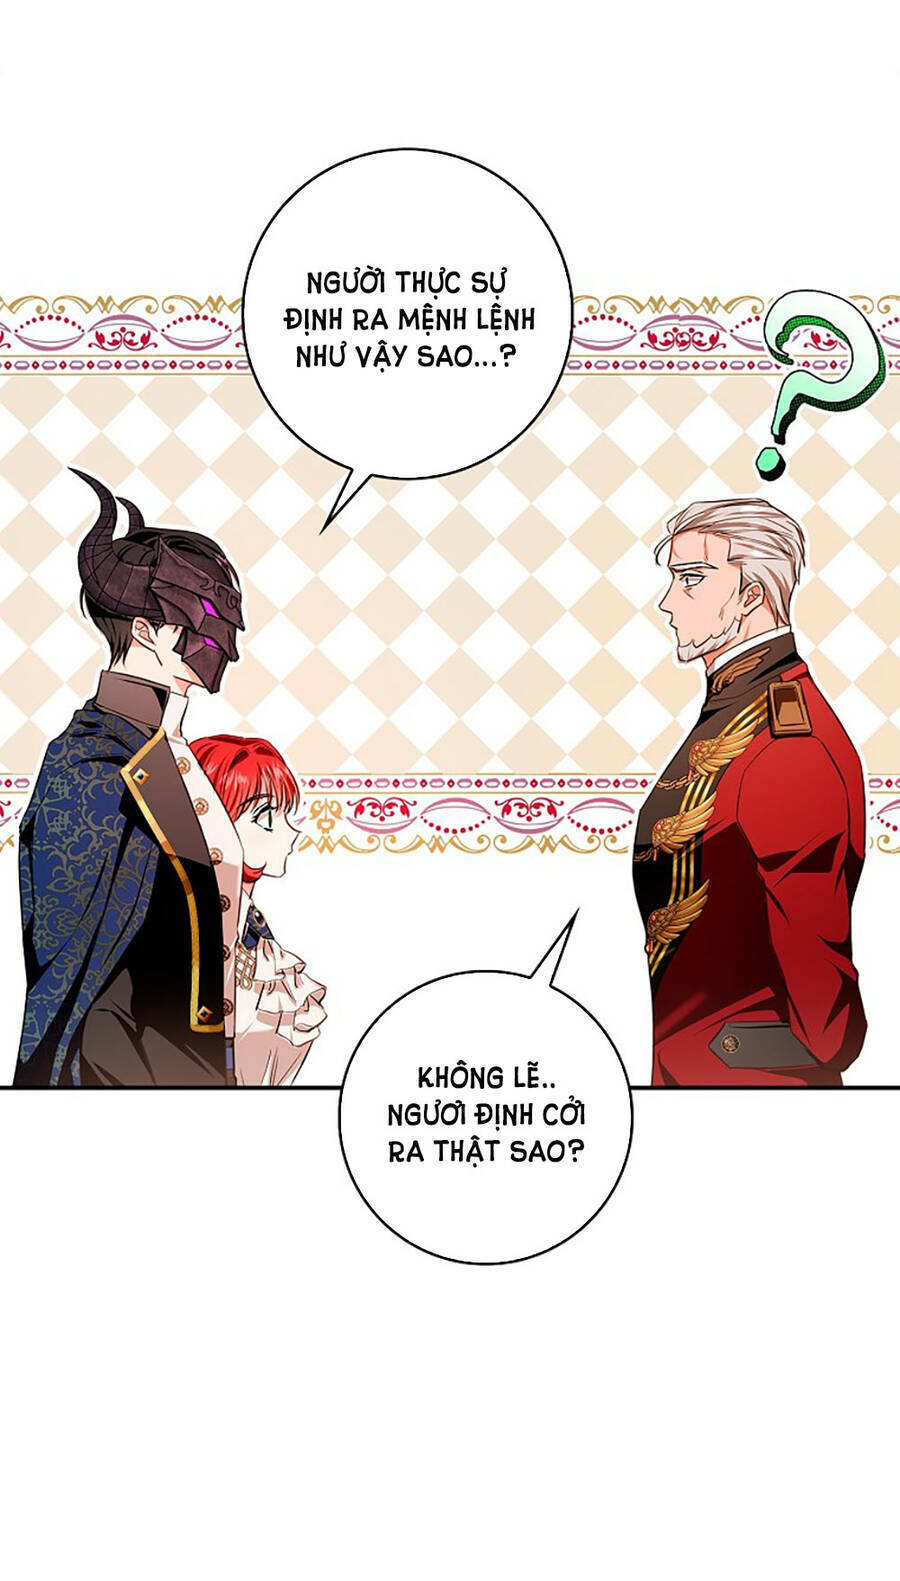 NGƯỜI THỰC SỰ
ĐỊNH RA MỆNH LỆNH
NHƯ VẬY SAO...?
KHÔNG LẼ..
NGƯƠI ĐỊNH CỞI
RA THẬT SAO?